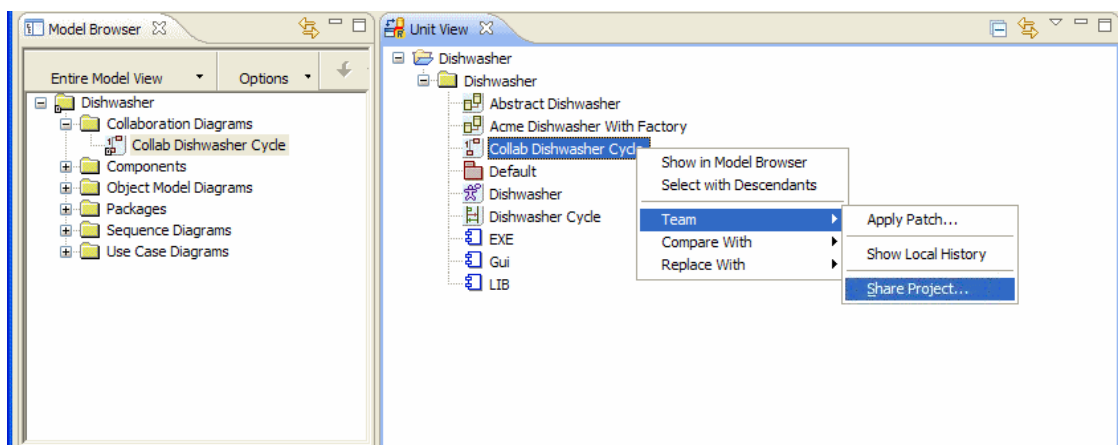 Model Browser
Entire Model View
Options
Dishwasher
Collaboration Diagrams
Collab Dishwasher Cycle
Components
Object Model Diagrams
Packages
Sequence Diagrams
Use Case Diagrams
Unit View
Dishwasher
Dishwasher
Abstract Dishwasher
Acme Dishwasher With Factory
Collab Dishwasher Cycle
Default
Dishwasher
Dishwasher Cycle
EXE
Gui
LIB
Show in Model Browser
Select with Descendants
Team
Compare With
Replace With
Apply Patch...
Show Local History
Share Project...